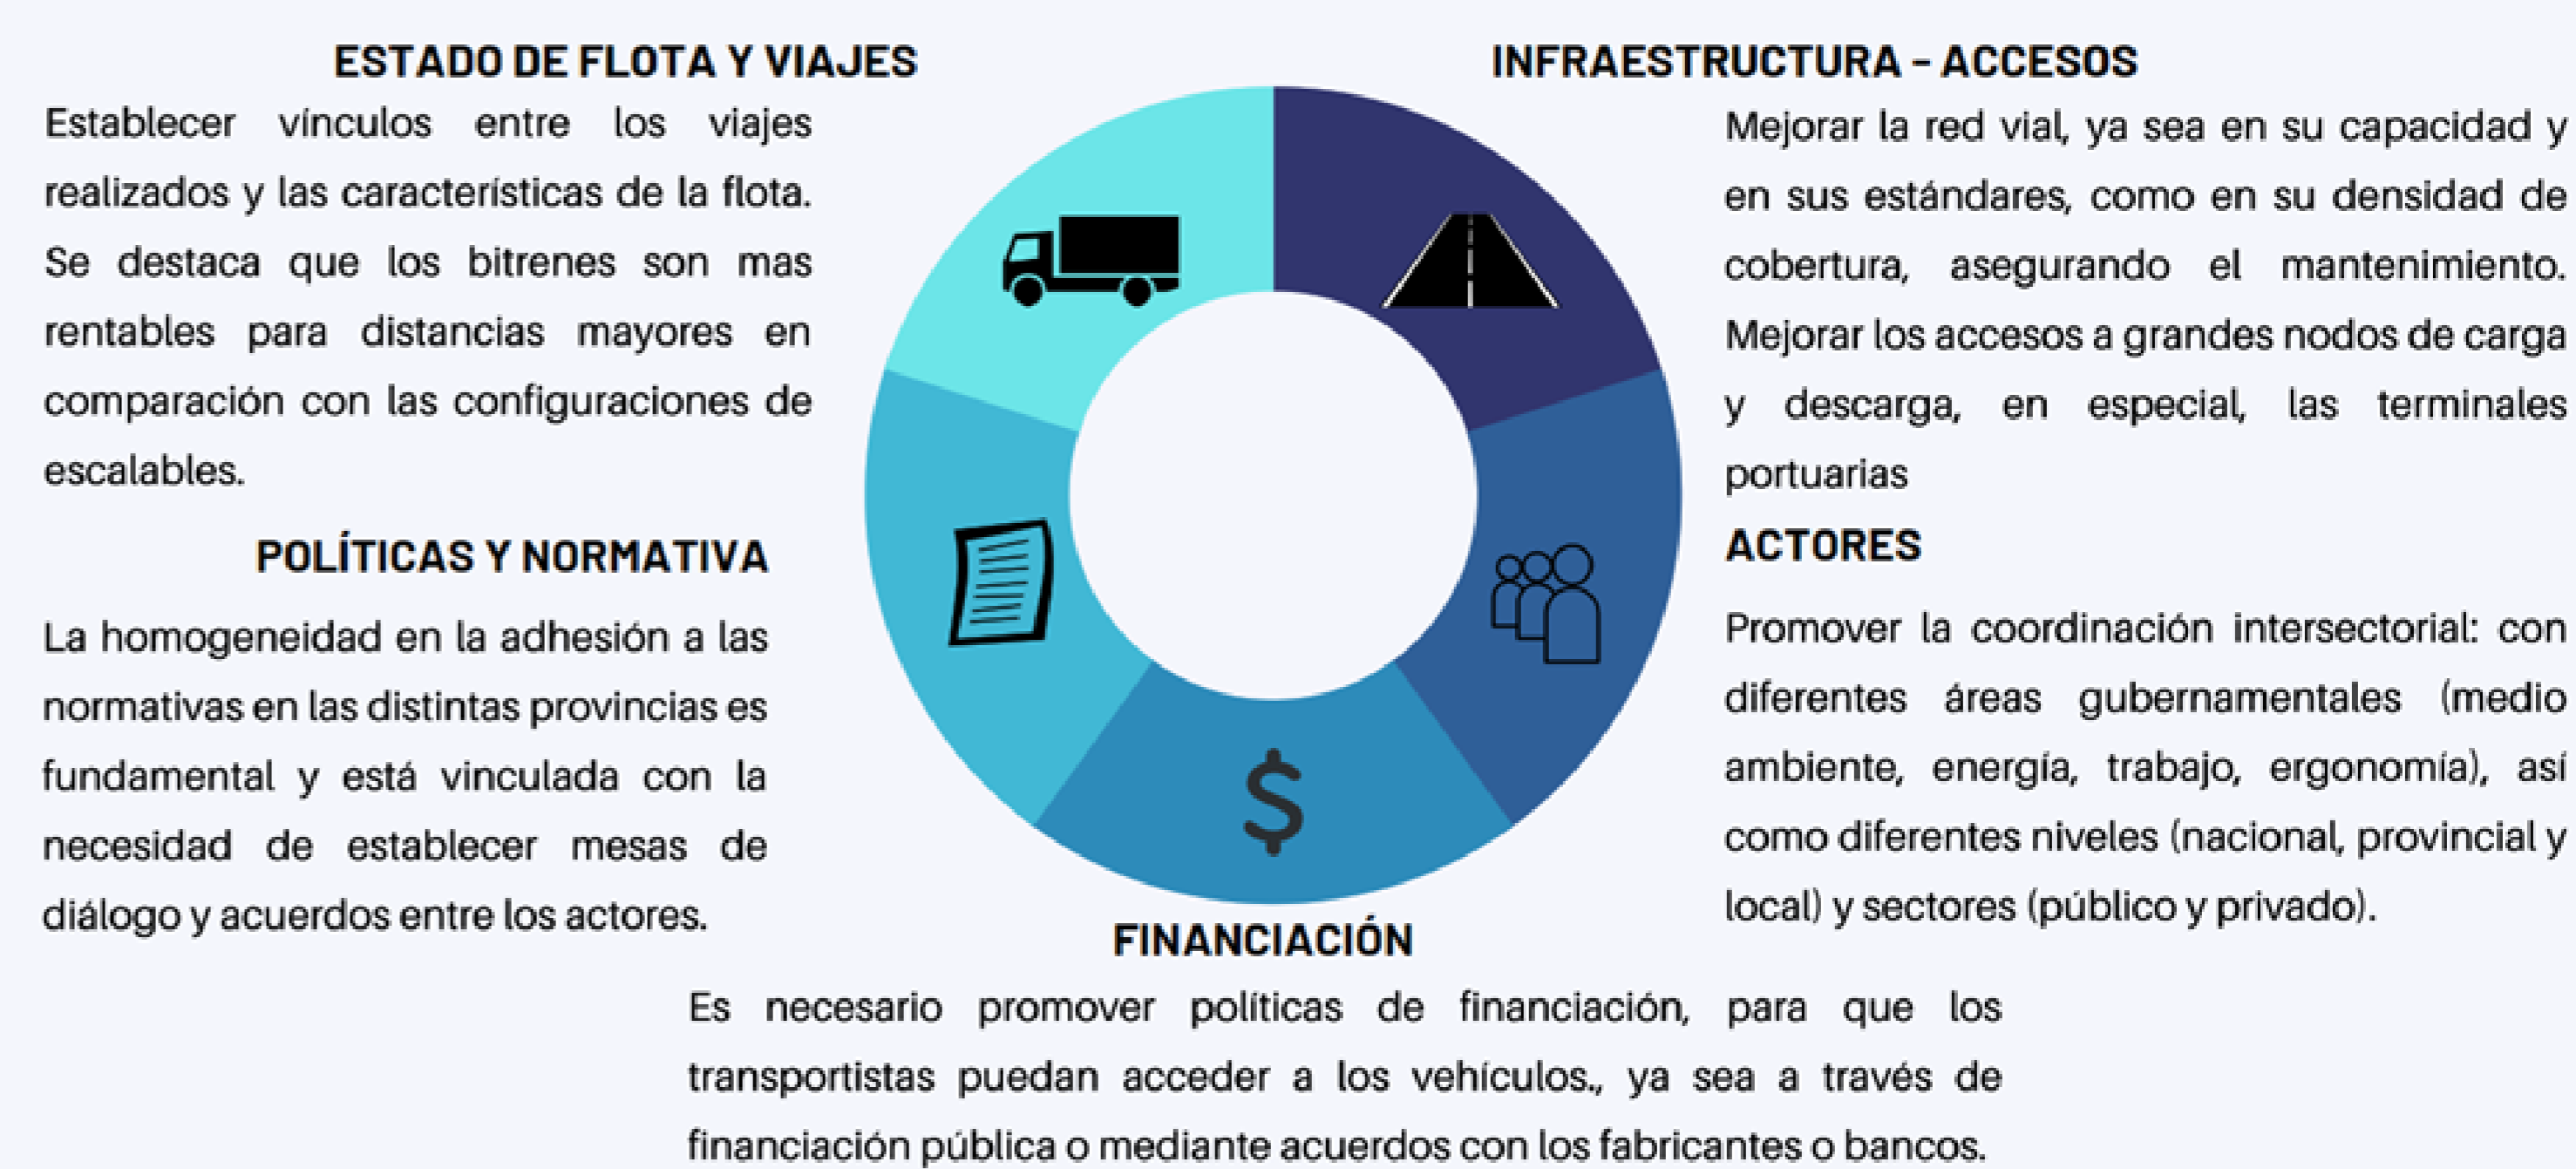 ESTADO DE FLOTA Y VIAJES
Establecer vínculos entre los viajes
realizados y las características de la flota.
Se destaca que los bitrenes son mas
rentables para distancias mayores en
comparación con las configuraciones de
escalables.
INFRAESTRUCTURA – ACCESOS
Mejorar la red vial, ya sea en su capacidad y
en sus estándares, como en su densidad de
cobertura, asegurando el mantenimiento.
Mejorar los accesos a grandes nodos de carga
y descarga, en especial, las terminales
portuarias
POLÍTICAS Y NORMATIVA
La homogeneidad en la adhesión a las
normativas en las distintas provincias es
fundamental y está vinculada con la
necesidad de establecer mesas de
diálogo y acuerdos entre los actores.
ACTORES
Promover la coordinación intersectorial: con
diferentes áreas gubernamentales (medio
ambiente, energía, trabajo, ergonomía), así
como diferentes niveles (nacional, provincial y
local) y sectores (público y privado).
$
FINANCIACIÓN
Es necesario promover políticas de financiación, para que los
transportistas puedan acceder a los vehículos., ya sea a través de
financiación pública o mediante acuerdos con los fabricantes o bancos.